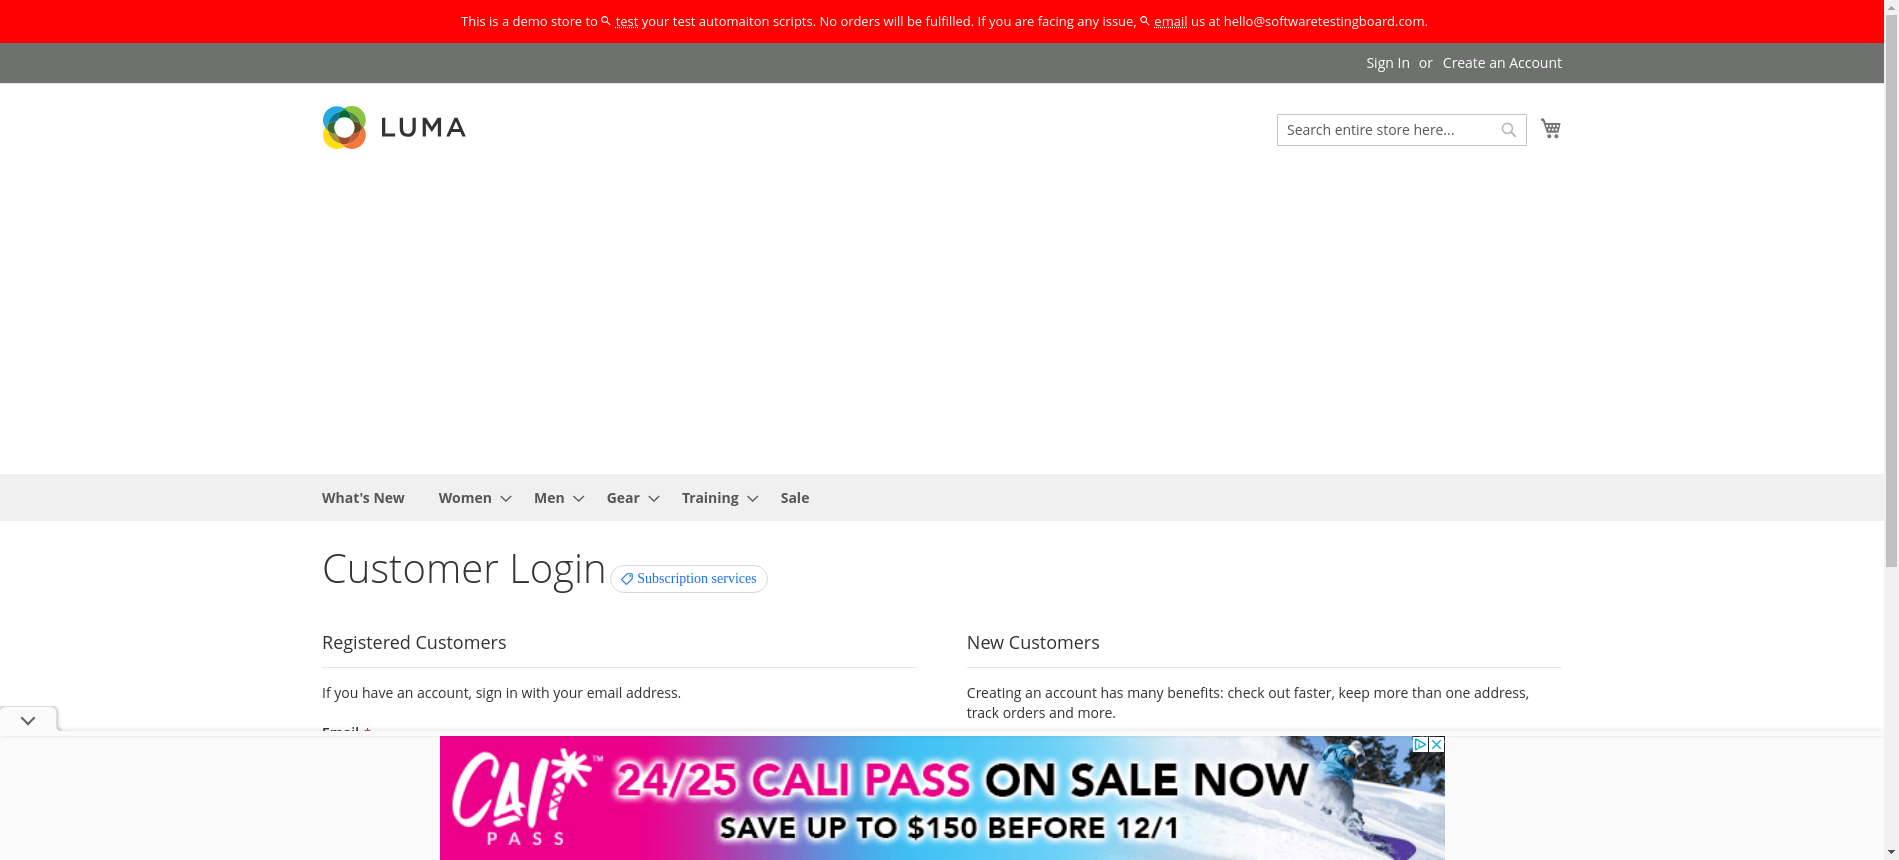 This is a demo store to test your test automaiton scripts. No orders will be fulfilled. If you are facing any issue, email us at hello@softwaretestingboard.com.
Sign In or Create an Account
LUMA
Search entire store here...
What's New Women Men Gear Training Sale
Customer Login Subscription services
Registered Customers
If you have an account, sign in with your email address.
Email *
New Customers
Creating an account has many benefits: check out faster, keep more than one address,
track orders and more.
CALI PASS ™
24/25 CALI PASS ON SALE NOW
SAVE UP TO $150 BEFORE 12/1